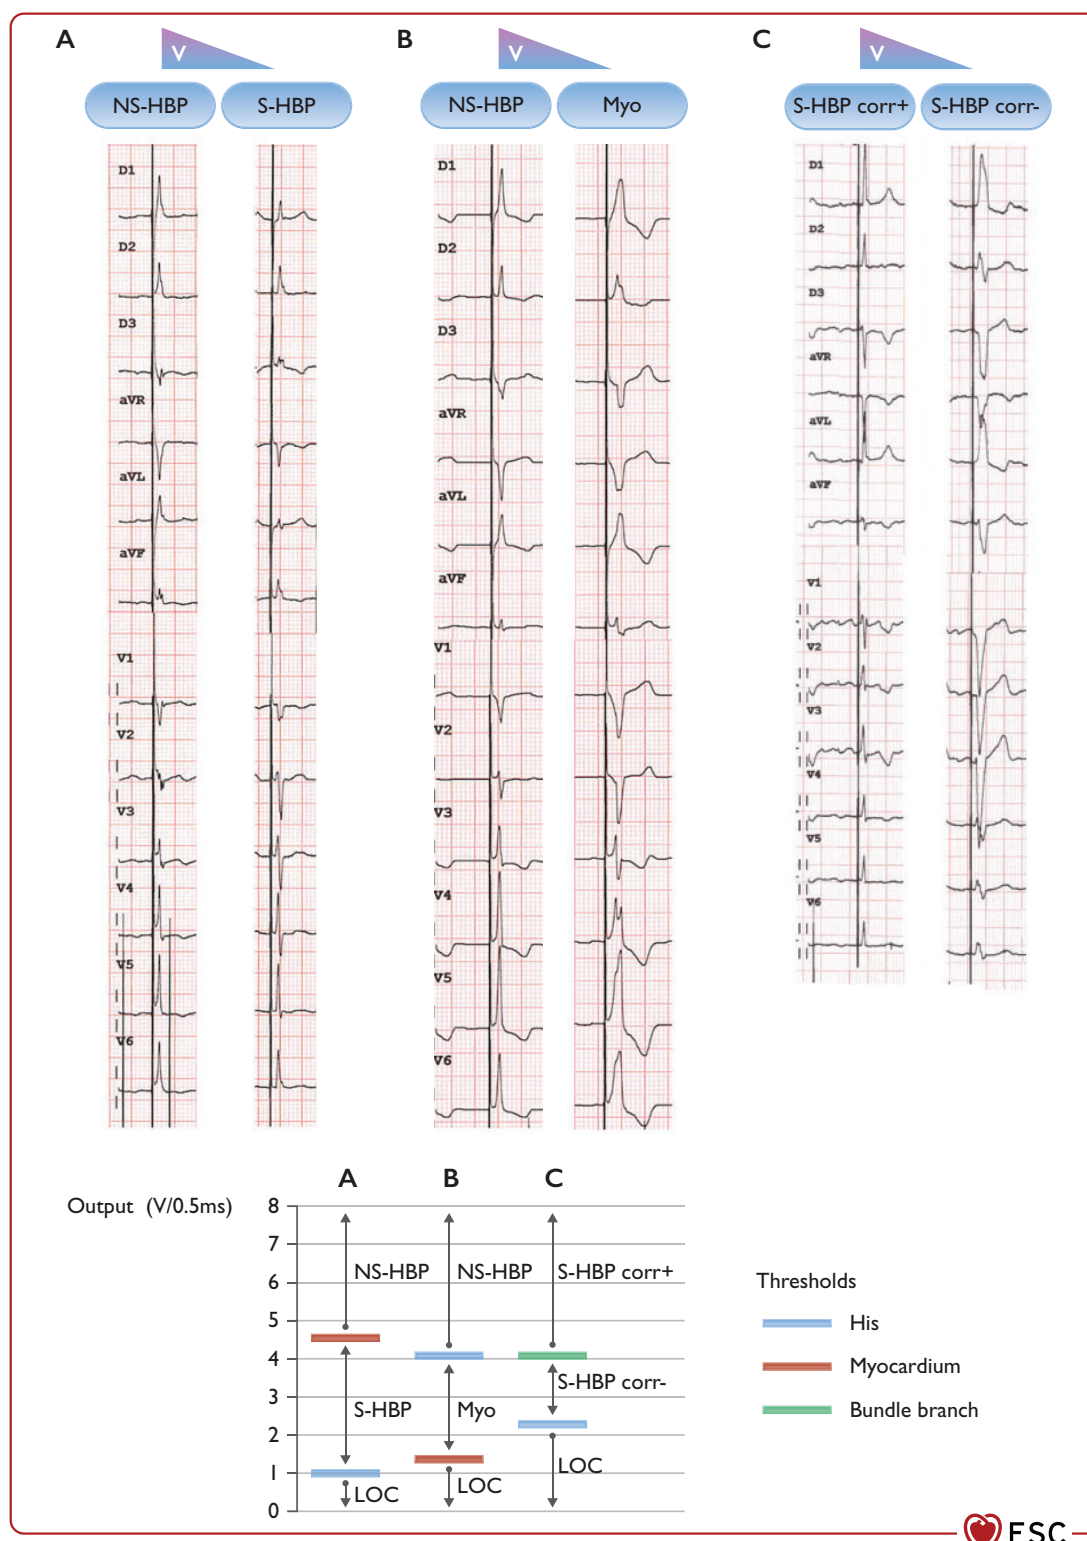 A B C
V V V
NS-HBP S-HBP NS-HBP Myo S-HBP corr+ S-HBP corr-
D1
D2
D3
aVR
aVL
aVF
V1
V2
V3
V4
V5
V6
D1
D2
D3
aVR
aVL
aVF
V1
V2
V3
V4
V5
V6
D1
D2
D3
aVR
aVL
aVF
V1
V2
V3
V4
V5
V6
A B C
Output (V/0.5ms)
8
7
6
5
4
3
2
1
0
NS-HBP NS-HBP S-HBP corr+
S-HBP corr-
S-HBP Myo
LOC
LOC
LOC
Thresholds
His
Myocardium
Bundle branch
ESC